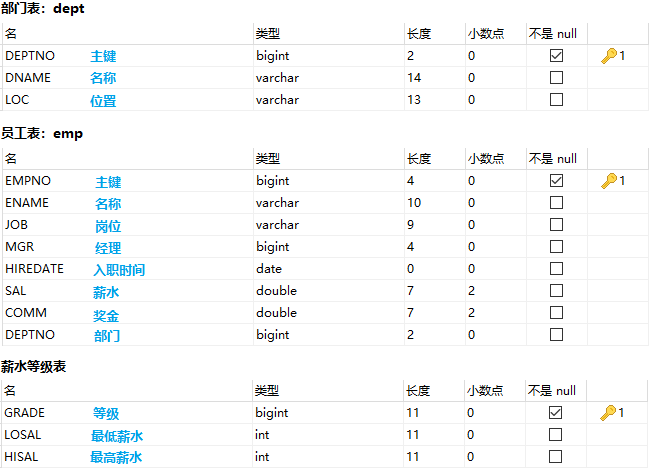 部门表：dept
名 类型 长度 小数点 不是 null
DEPTNO 主键 bigint 2 0 1
DNAME 名称 varchar 14 0
LOC 位置 varchar 13 0
员工表：emp
名 类型 长度 小数点 不是 null
EMPNO 主键 bigint 4 0 1
ENAME 名称 varchar 10 0
JOB 岗位 varchar 9 0
MGR 经理 bigint 4 0
HIREDATE 入职时间 date 0 0
SAL 薪水 double 7 2
COMM 奖金 double 7 2
DEPTNO 部门 bigint 2 0
薪水等级表
名 类型 长度 小数点 不是 null
GRADE 等级 bigint 11 0 1
LOSAL 最低薪水 int 11 0
HISAL 最高薪水 int 11 0